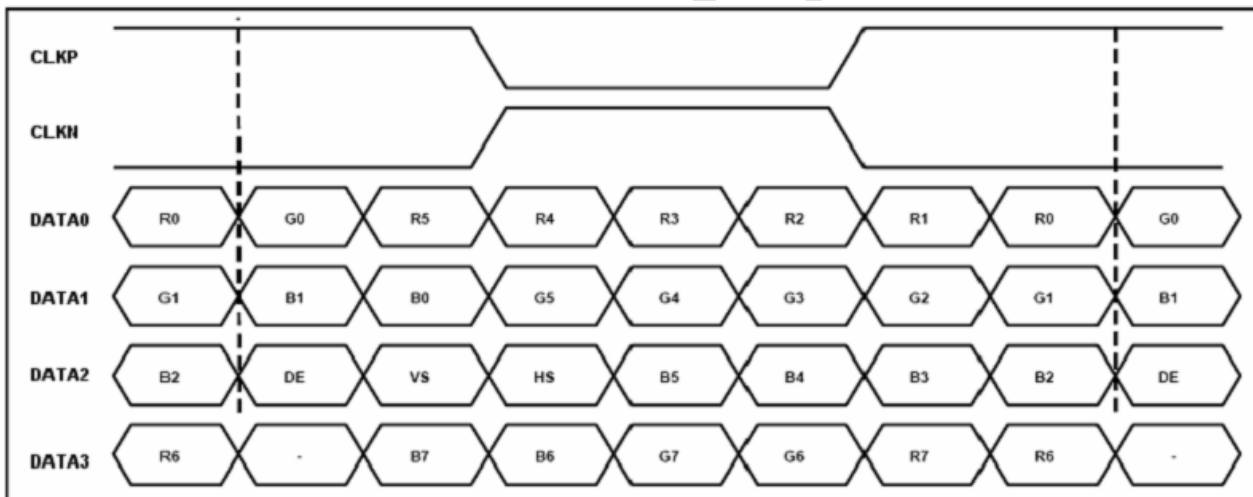 CLKP
CLKN
DATA0 R0 G0 R5 R4 R3 R2 R1 R0 G0
DATA1 G1 B1 B0 G5 G4 G3 G2 G1 B1
DATA2 B2 DE VS HS B5 B4 B3 B2 DE
DATA3 R6 - B7 B6 G7 G6 R7 R6 -